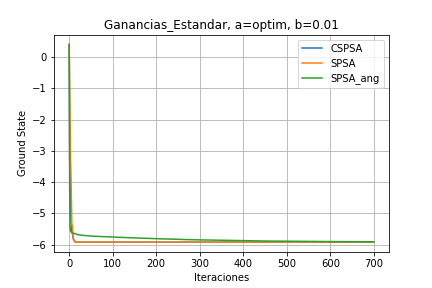 Ganancias_Estandar, a=optim, b=0.01
CSPSA
SPSA
SPSA_ang
Ground State
0
−1
−2
−3
−4
−5
−6
0 100 200 300 400 500 600 700
Iteraciones